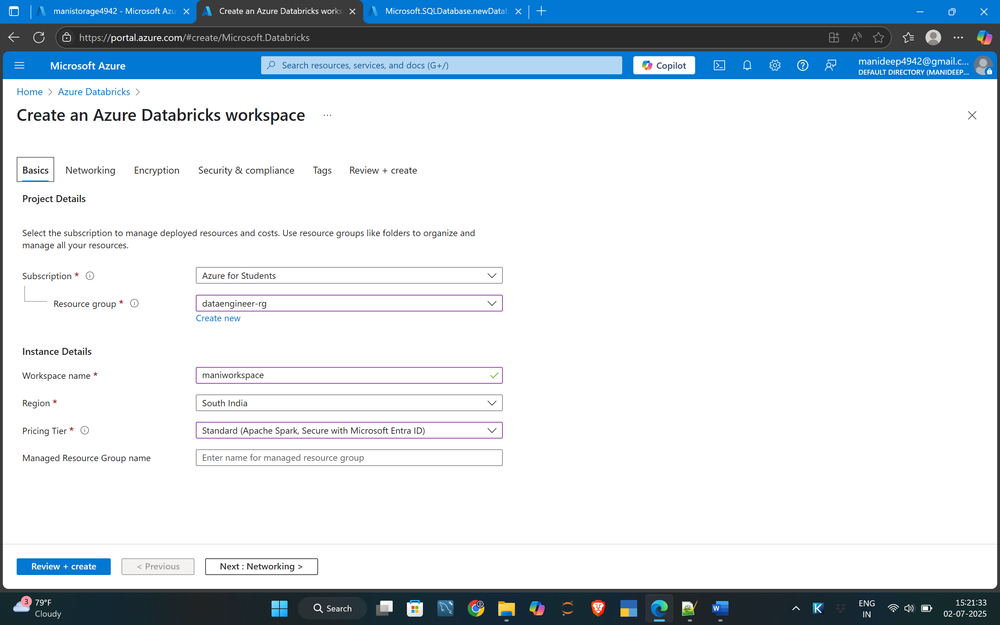 manistorage4942 - Microsoft Azu
Create an Azure Databricks works
Microsoft.SQLDatabase.newDatab
https://portal.azure.com/#create/Microsoft.Databricks
Microsoft Azure
Search resources, services, and docs (G+/)
Copilot
manideep4942@gmail.c...
DEFAULT DIRECTORY (MANIDEEP...
Home > Azure Databricks >
Create an Azure Databricks workspace ...
Basics
Networking
Encryption
Security & compliance
Tags
Review + create
Project Details
Select the subscription to manage deployed resources and costs. Use resource groups like folders to organize and
manage all your resources.
Subscription *
Azure for Students
Resource group *
dataengineer-rg
Create new
Instance Details
Workspace name *
maniworkspace
Region *
South India
Pricing Tier *
Standard (Apache Spark, Secure with Microsoft Entra ID)
Managed Resource Group name
Enter name for managed resource group
Review + create
< Previous
Next : Networking >
3
79°F
Cloudy
Search
W
K
ENG
IN
15:21:33
02-07-2025